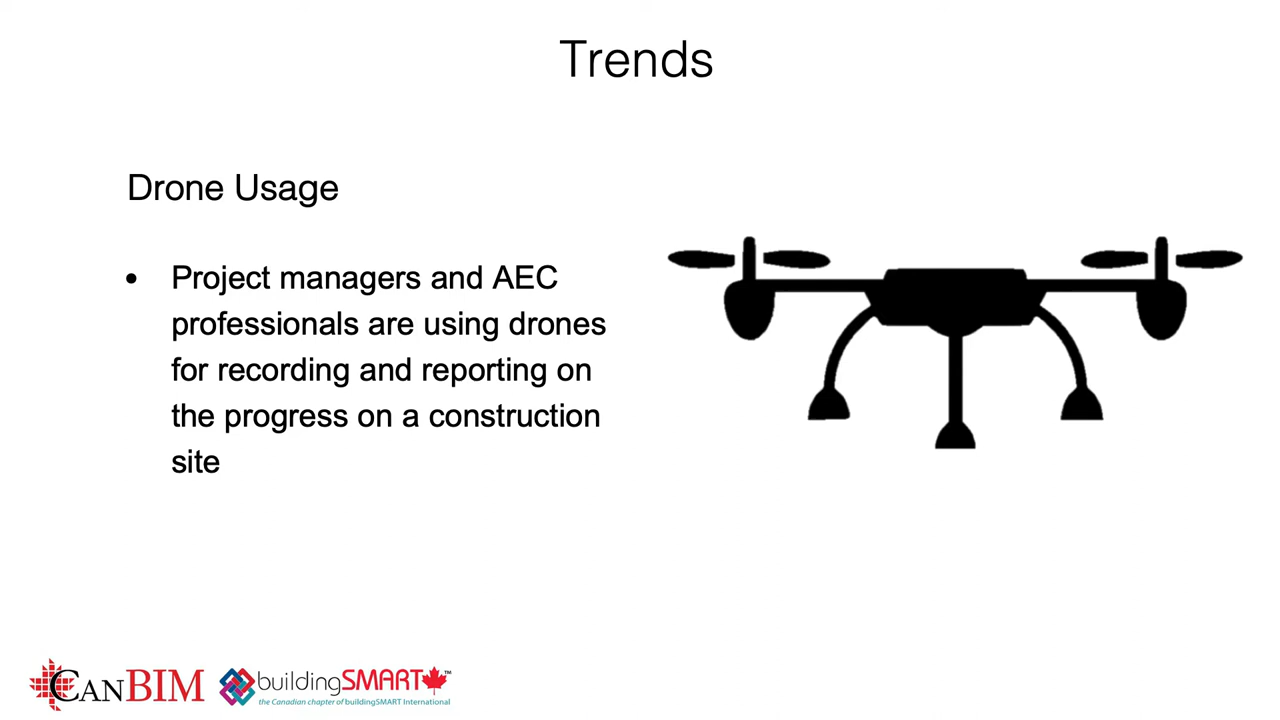 Trends
Drone Usage
• Project managers and AEC
professionals are using drones
for recording and reporting on
the progress on a construction
site
CANBIM
buildingSMART™
the Canadian chapter of buildingSMART International